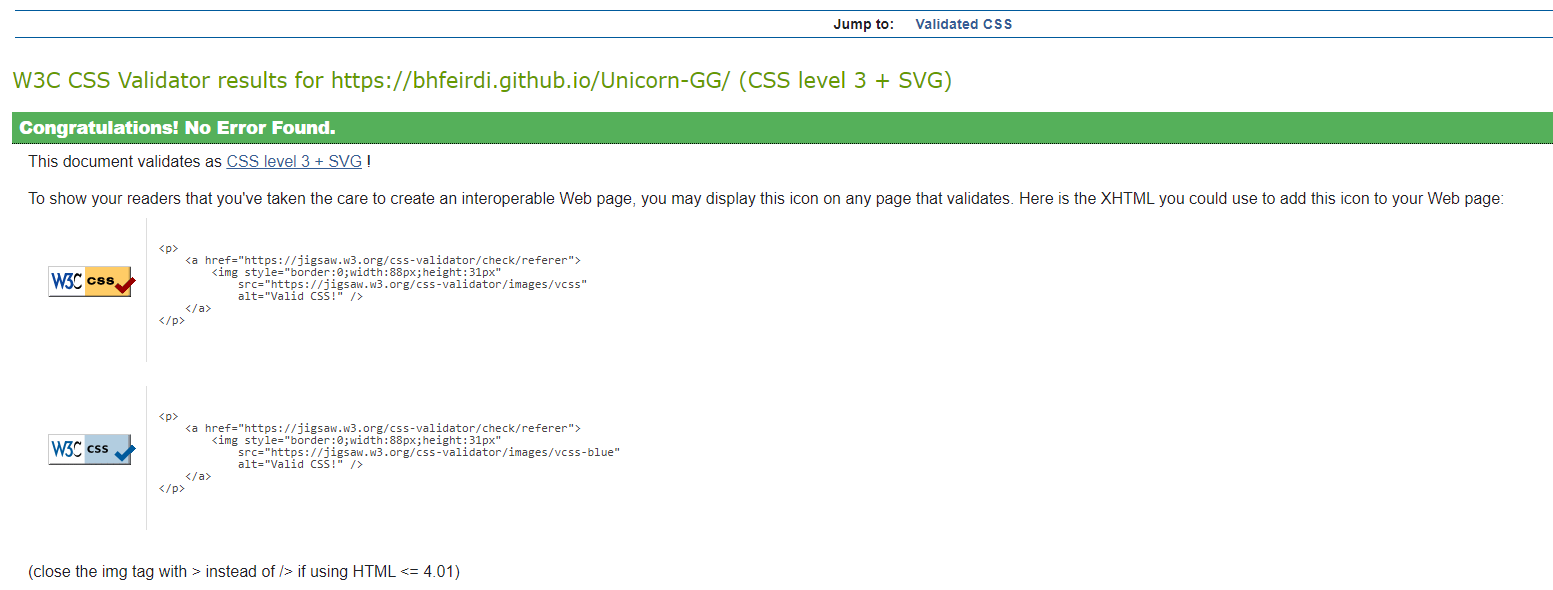 Jump to: Validated CSS
W3C CSS Validator results for https://bhfeirdi.github.io/Unicorn-GG/ (CSS level 3 + SVG)
Congratulations! No Error Found.
This document validates as CSS level 3 + SVG !
To show your readers that you've taken the care to create an interoperable Web page, you may display this icon on any page that validates. Here is the XHTML you could use to add this icon to your Web page:
W3C css
<p>
<a href="https://jigsaw.w3.org/css-validator/check/referer">
<img style="border:0;width:88px;height:31px"
src="https://jigsaw.w3.org/css-validator/images/vcss"
alt="Valid CSS!" />
</a>
</p>
W3C css
<p>
<a href="https://jigsaw.w3.org/css-validator/check/referer">
<img style="border:0;width:88px;height:31px"
src="https://jigsaw.w3.org/css-validator/images/vcss-blue"
alt="Valid CSS!" />
</a>
</p>
(close the img tag with > instead of /> if using HTML <= 4.01)